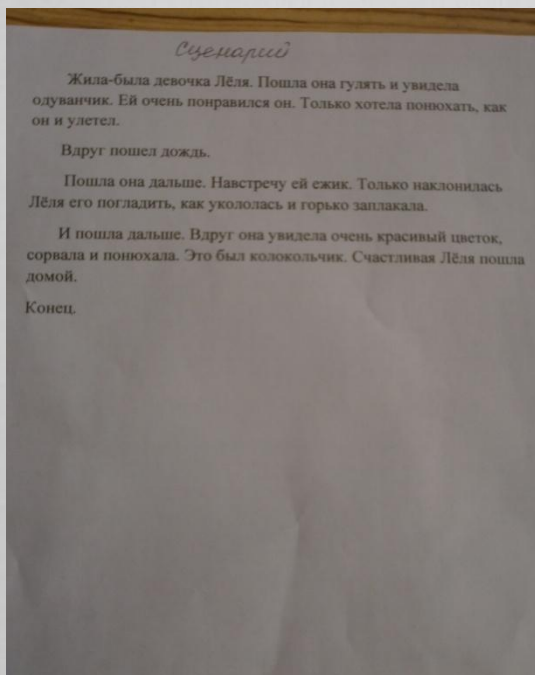 Сценарий
Жила-была девочка Лёля. Пошла она гулять и увидела
одуванчик. Ей очень понравился он. Только хотела понюхать, как
он и улетел.
Вдруг пошел дождь.
Пошла она дальше. Навстречу ей ежик. Только наклонилась
Лёля его погладить, как укололась и горько заплакала.
И пошла дальше. Вдруг она увидела очень красивый цветок,
сорвала и понюхала. Это был колокольчик. Счастливая Лёля пошла
домой.
Конец.